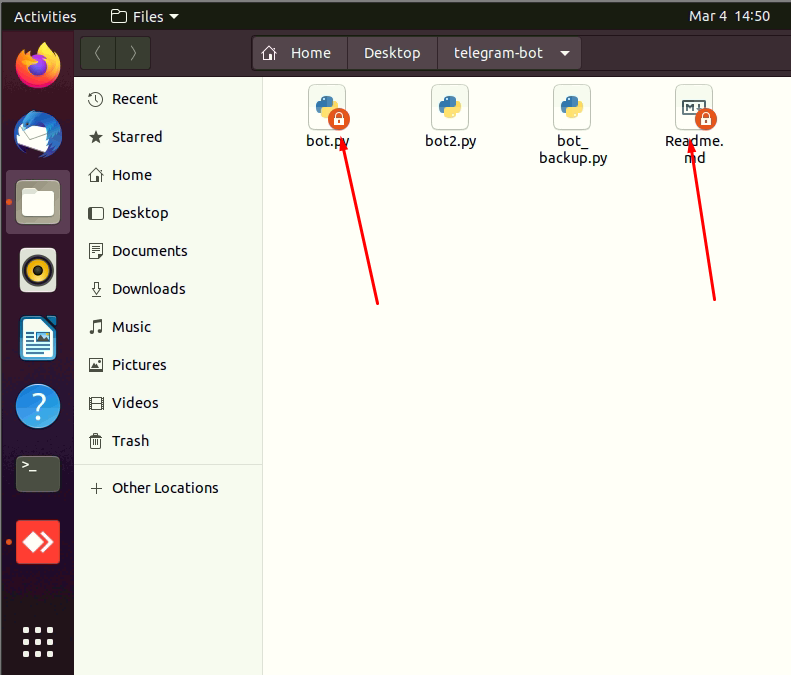 Activities Files Mar 4 14:50
Home Desktop telegram-bot
Recent
Starred
Home
Desktop
Documents
Downloads
Music
Pictures
Videos
Trash
Other Locations
bot.py
bot2.py
bot_
backup.py
Readme.
md
>_
?
M